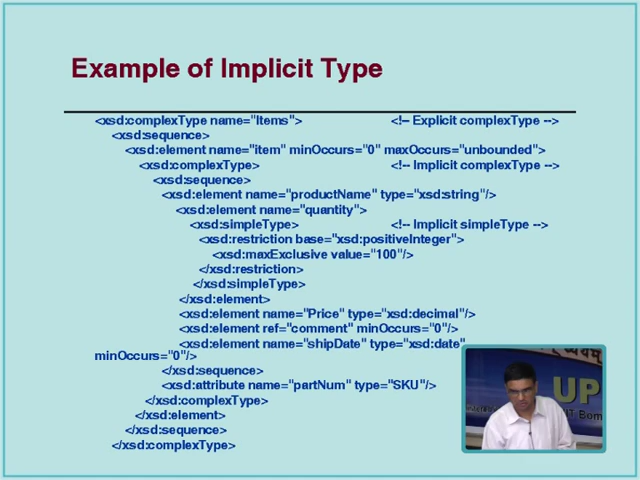 Example of Implicit Type
<xsd:complexType name="Items"> <!-- Explicit complexType -->
<xsd:sequence>
<xsd:element name="item" minOccurs="0" maxOccurs="unbounded">
<xsd:complexType> <!-- Implicit complexType -->
<xsd:sequence>
<xsd:element name="productName" type="xsd:string"/>
<xsd:element name="quantity">
<xsd:simpleType> <!-- Implicit simpleType -->
<xsd:restriction base="xsd:positiveInteger">
<xsd:maxExclusive value="100"/>
</xsd:restriction>
</xsd:simpleType>
</xsd:element>
<xsd:element name="Price" type="xsd:decimal"/>
<xsd:element ref="comment" minOccurs="0"/>
<xsd:element name="shipDate" type="xsd:date"
minOccurs="0"/>
</xsd:sequence>
<xsd:attribute name="partNum" type="SKU"/>
</xsd:complexType>
</xsd:element>
</xsd:sequence>
</xsd:complexType>
UP